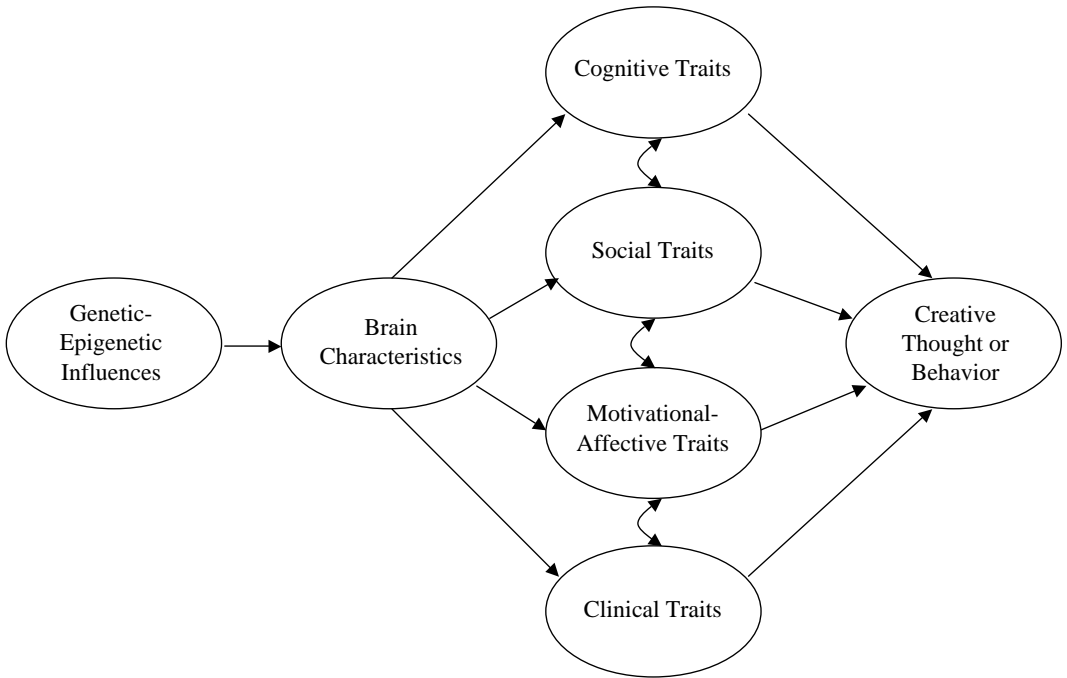 Cognitive Traits
Social Traits
Genetic-
Epigenetic
Influences
Brain
Characteristics
Creative
Thought or
Behavior
Motivational-
Affective Traits
Clinical Traits